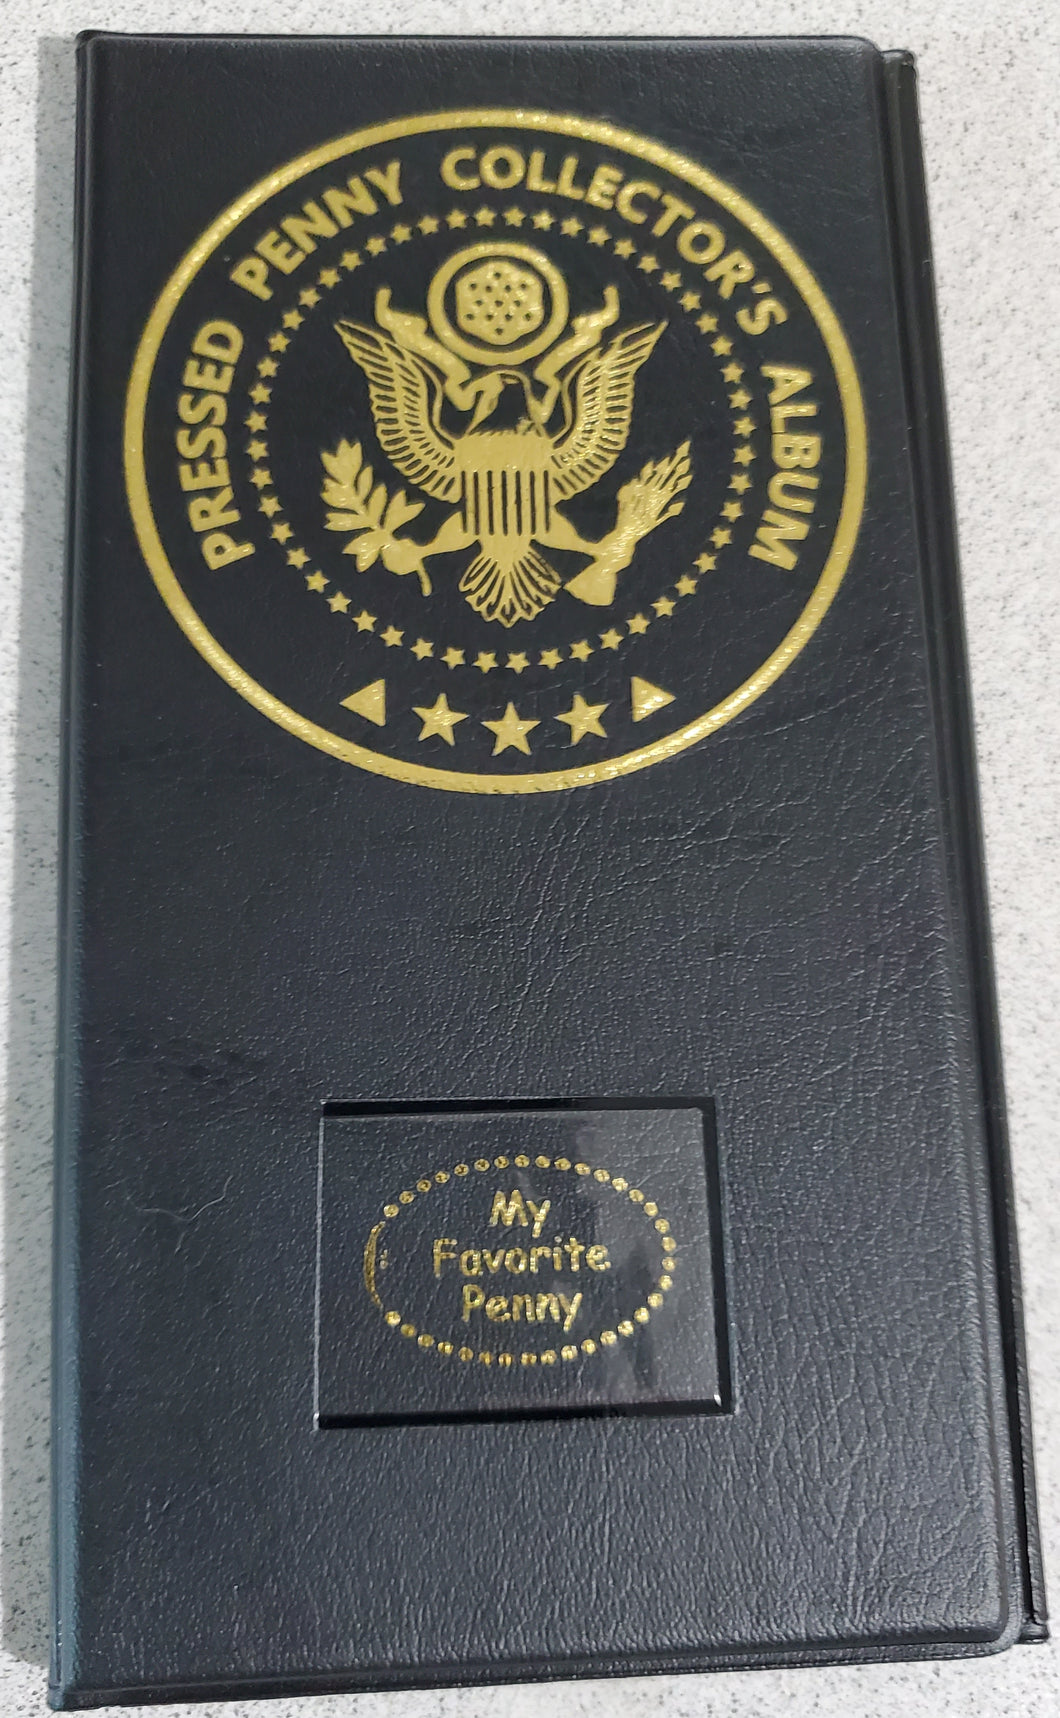 PRESSED PENNY COLLECTOR'S ALBUM
My
Favorite
Penny